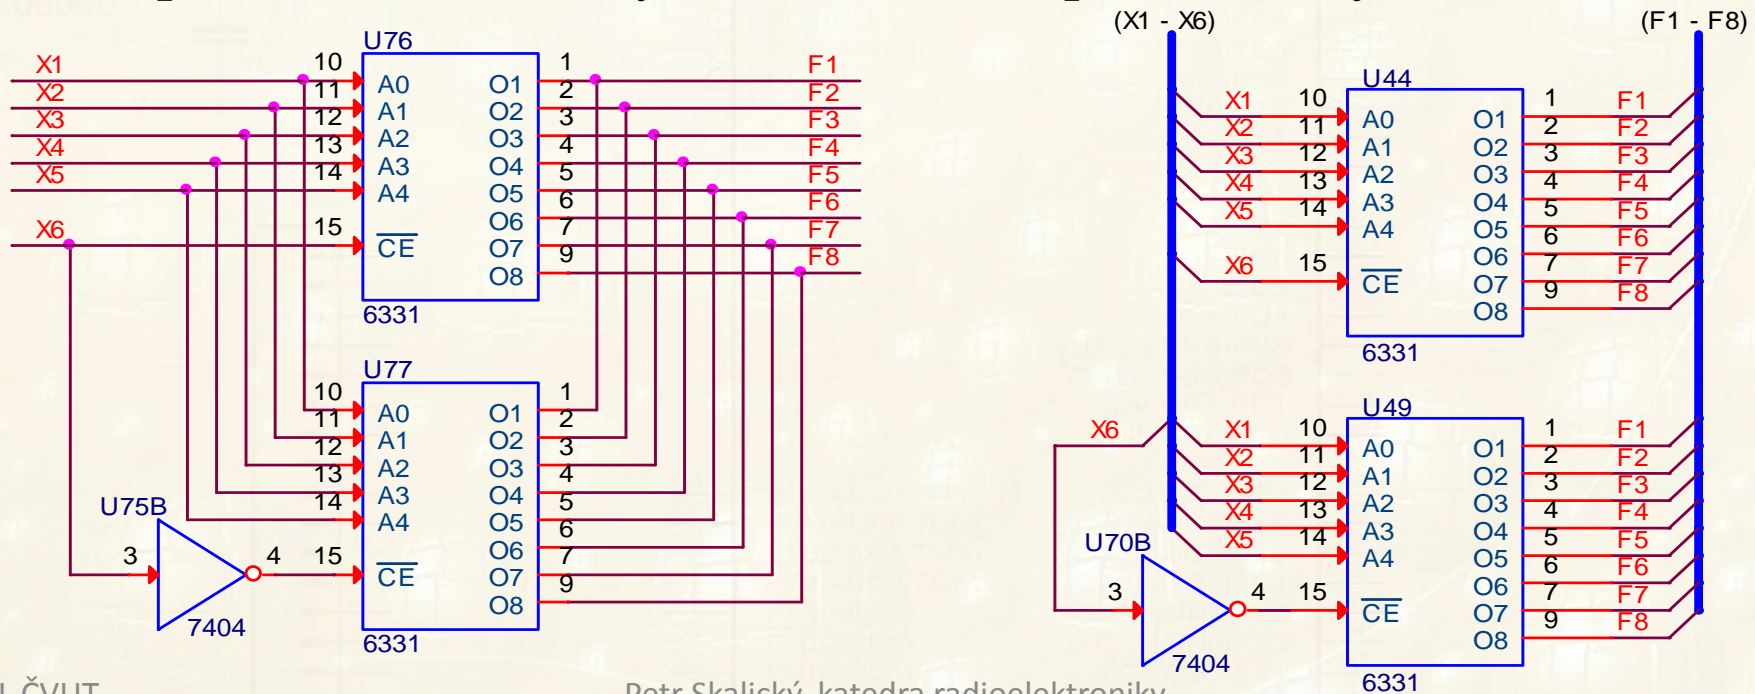 (X1 - X6)
(F1 - F8)
U76
X1 10 A0 O1 1 F1
X2 11 A1 O2 2 F2
X3 12 A2 O3 3 F3
X4 13 A3 O4 4 F4
X5 14 A4 O5 5 F5
O6 6 F6
X6 15 CE O7 7 F7
O8 9 F8
6331
U77
10 A0 O1 1
11 A1 O2 2
12 A2 O3 3
13 A3 O4 4
14 A4 O5 5
O6 6
U75B
3 4 15 CE O7 7
O8 9
7404
6331
U44
X1 10 A0 O1 1 F1
X2 11 A1 O2 2 F2
X3 12 A2 O3 3 F3
X4 13 A3 O4 4 F4
X5 14 A4 O5 5 F5
O6 6 F6
X6 15 CE O7 7 F7
O8 9 F8
6331
U49
X6 X1 10 A0 O1 1 F1
X2 11 A1 O2 2 F2
X3 12 A2 O3 3 F3
X4 13 A3 O4 4 F4
X5 14 A4 O5 5 F5
O6 6 F6
U70B
3 4 15 CE O7 7 F7
O8 9 F8
7404
6331
ČVUT
Petr Skalický, katedra radioelektroniky